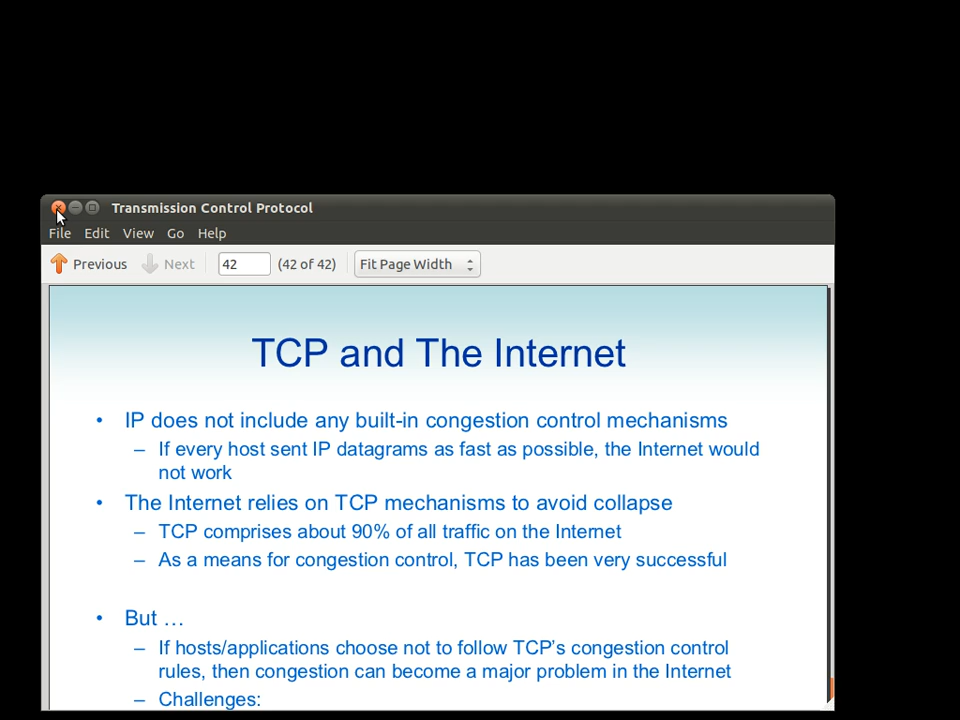 Transmission Control Protocol
File Edit View Go Help
Previous Next 42 (42 of 42) Fit Page Width
TCP and The Internet
• IP does not include any built-in congestion control mechanisms
– If every host sent IP datagrams as fast as possible, the Internet would
not work
• The Internet relies on TCP mechanisms to avoid collapse
– TCP comprises about 90% of all traffic on the Internet
– As a means for congestion control, TCP has been very successful
• But …
– If hosts/applications choose not to follow TCP’s congestion control
rules, then congestion can become a major problem in the Internet
– Challenges: